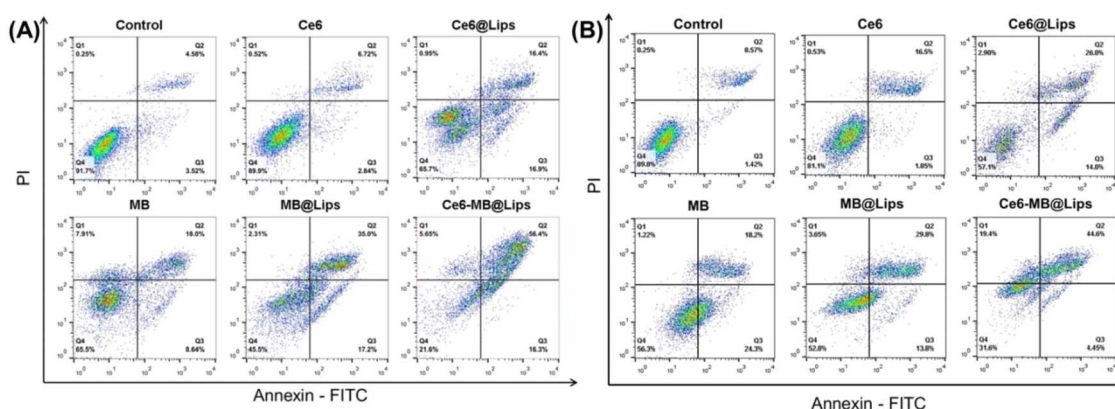 (A)
Control
Ce6
Ce6@Lips
Q1 0.25%
Q2 4.58%
Q4 91.7%
Q3 3.52%
Q1 0.52%
Q2 6.72%
Q4 89.9%
Q3 2.84%
Q1 0.95%
Q2 16.4%
Q4 65.7%
Q3 16.9%
MB
MB@Lips
Ce6-MB@Lips
Q1 7.91%
Q2 18.0%
Q4 65.5%
Q3 8.64%
Q1 2.31%
Q2 35.0%
Q4 45.5%
Q3 17.2%
Q1 5.65%
Q2 56.4%
Q4 21.6%
Q3 16.3%
PI
Annexin - FITC
(B)
Control
Ce6
Ce6@Lips
Q1 0.25%
Q2 8.57%
Q4 89.8%
Q3 1.42%
Q1 0.53%
Q2 16.5%
Q4 81.1%
Q3 1.85%
Q1 2.90%
Q2 26.0%
Q4 57.1%
Q3 14.0%
MB
MB@Lips
Ce6-MB@Lips
Q1 1.22%
Q2 18.2%
Q4 56.3%
Q3 24.3%
Q1 3.65%
Q2 29.8%
Q4 52.8%
Q3 13.8%
Q1 19.4%
Q2 44.6%
Q4 31.6%
Q3 4.45%
PI
Annexin - FITC